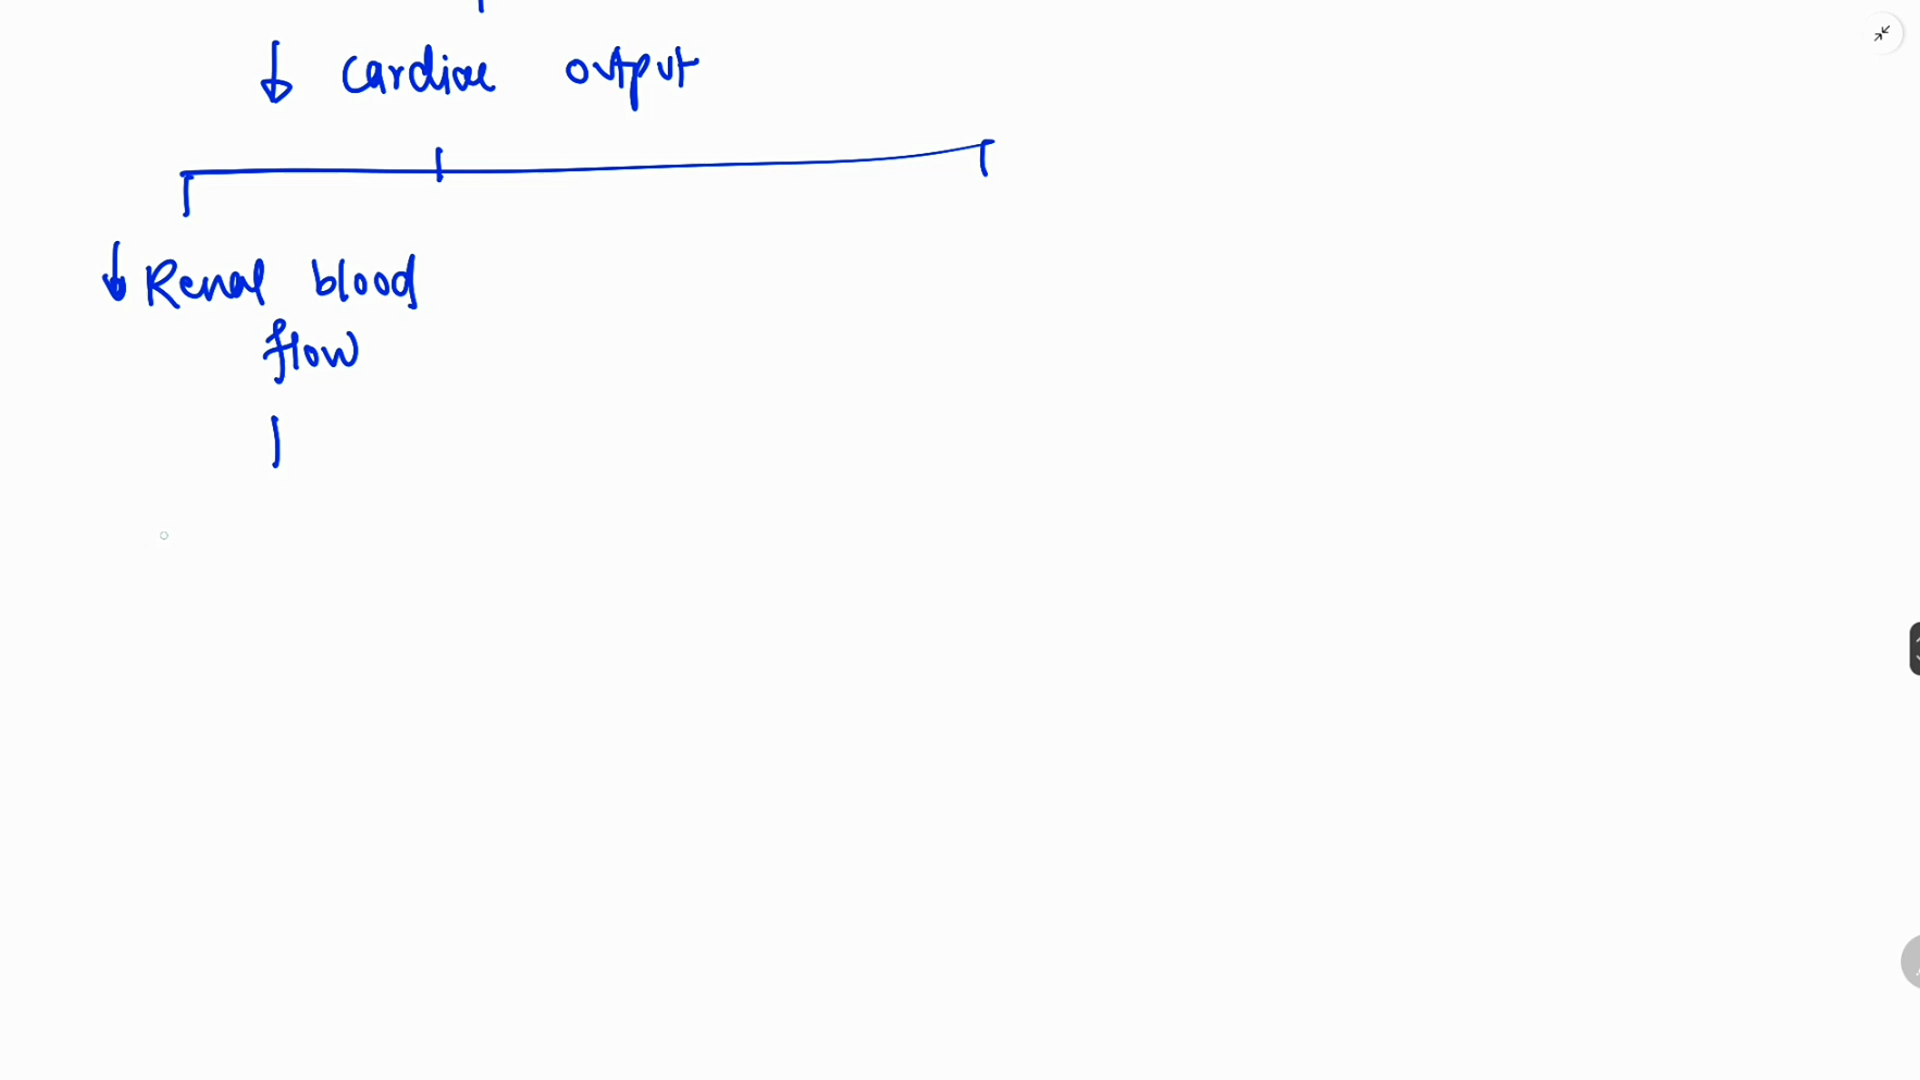 ↓ Cardiac output
↓ Renal blood
flow